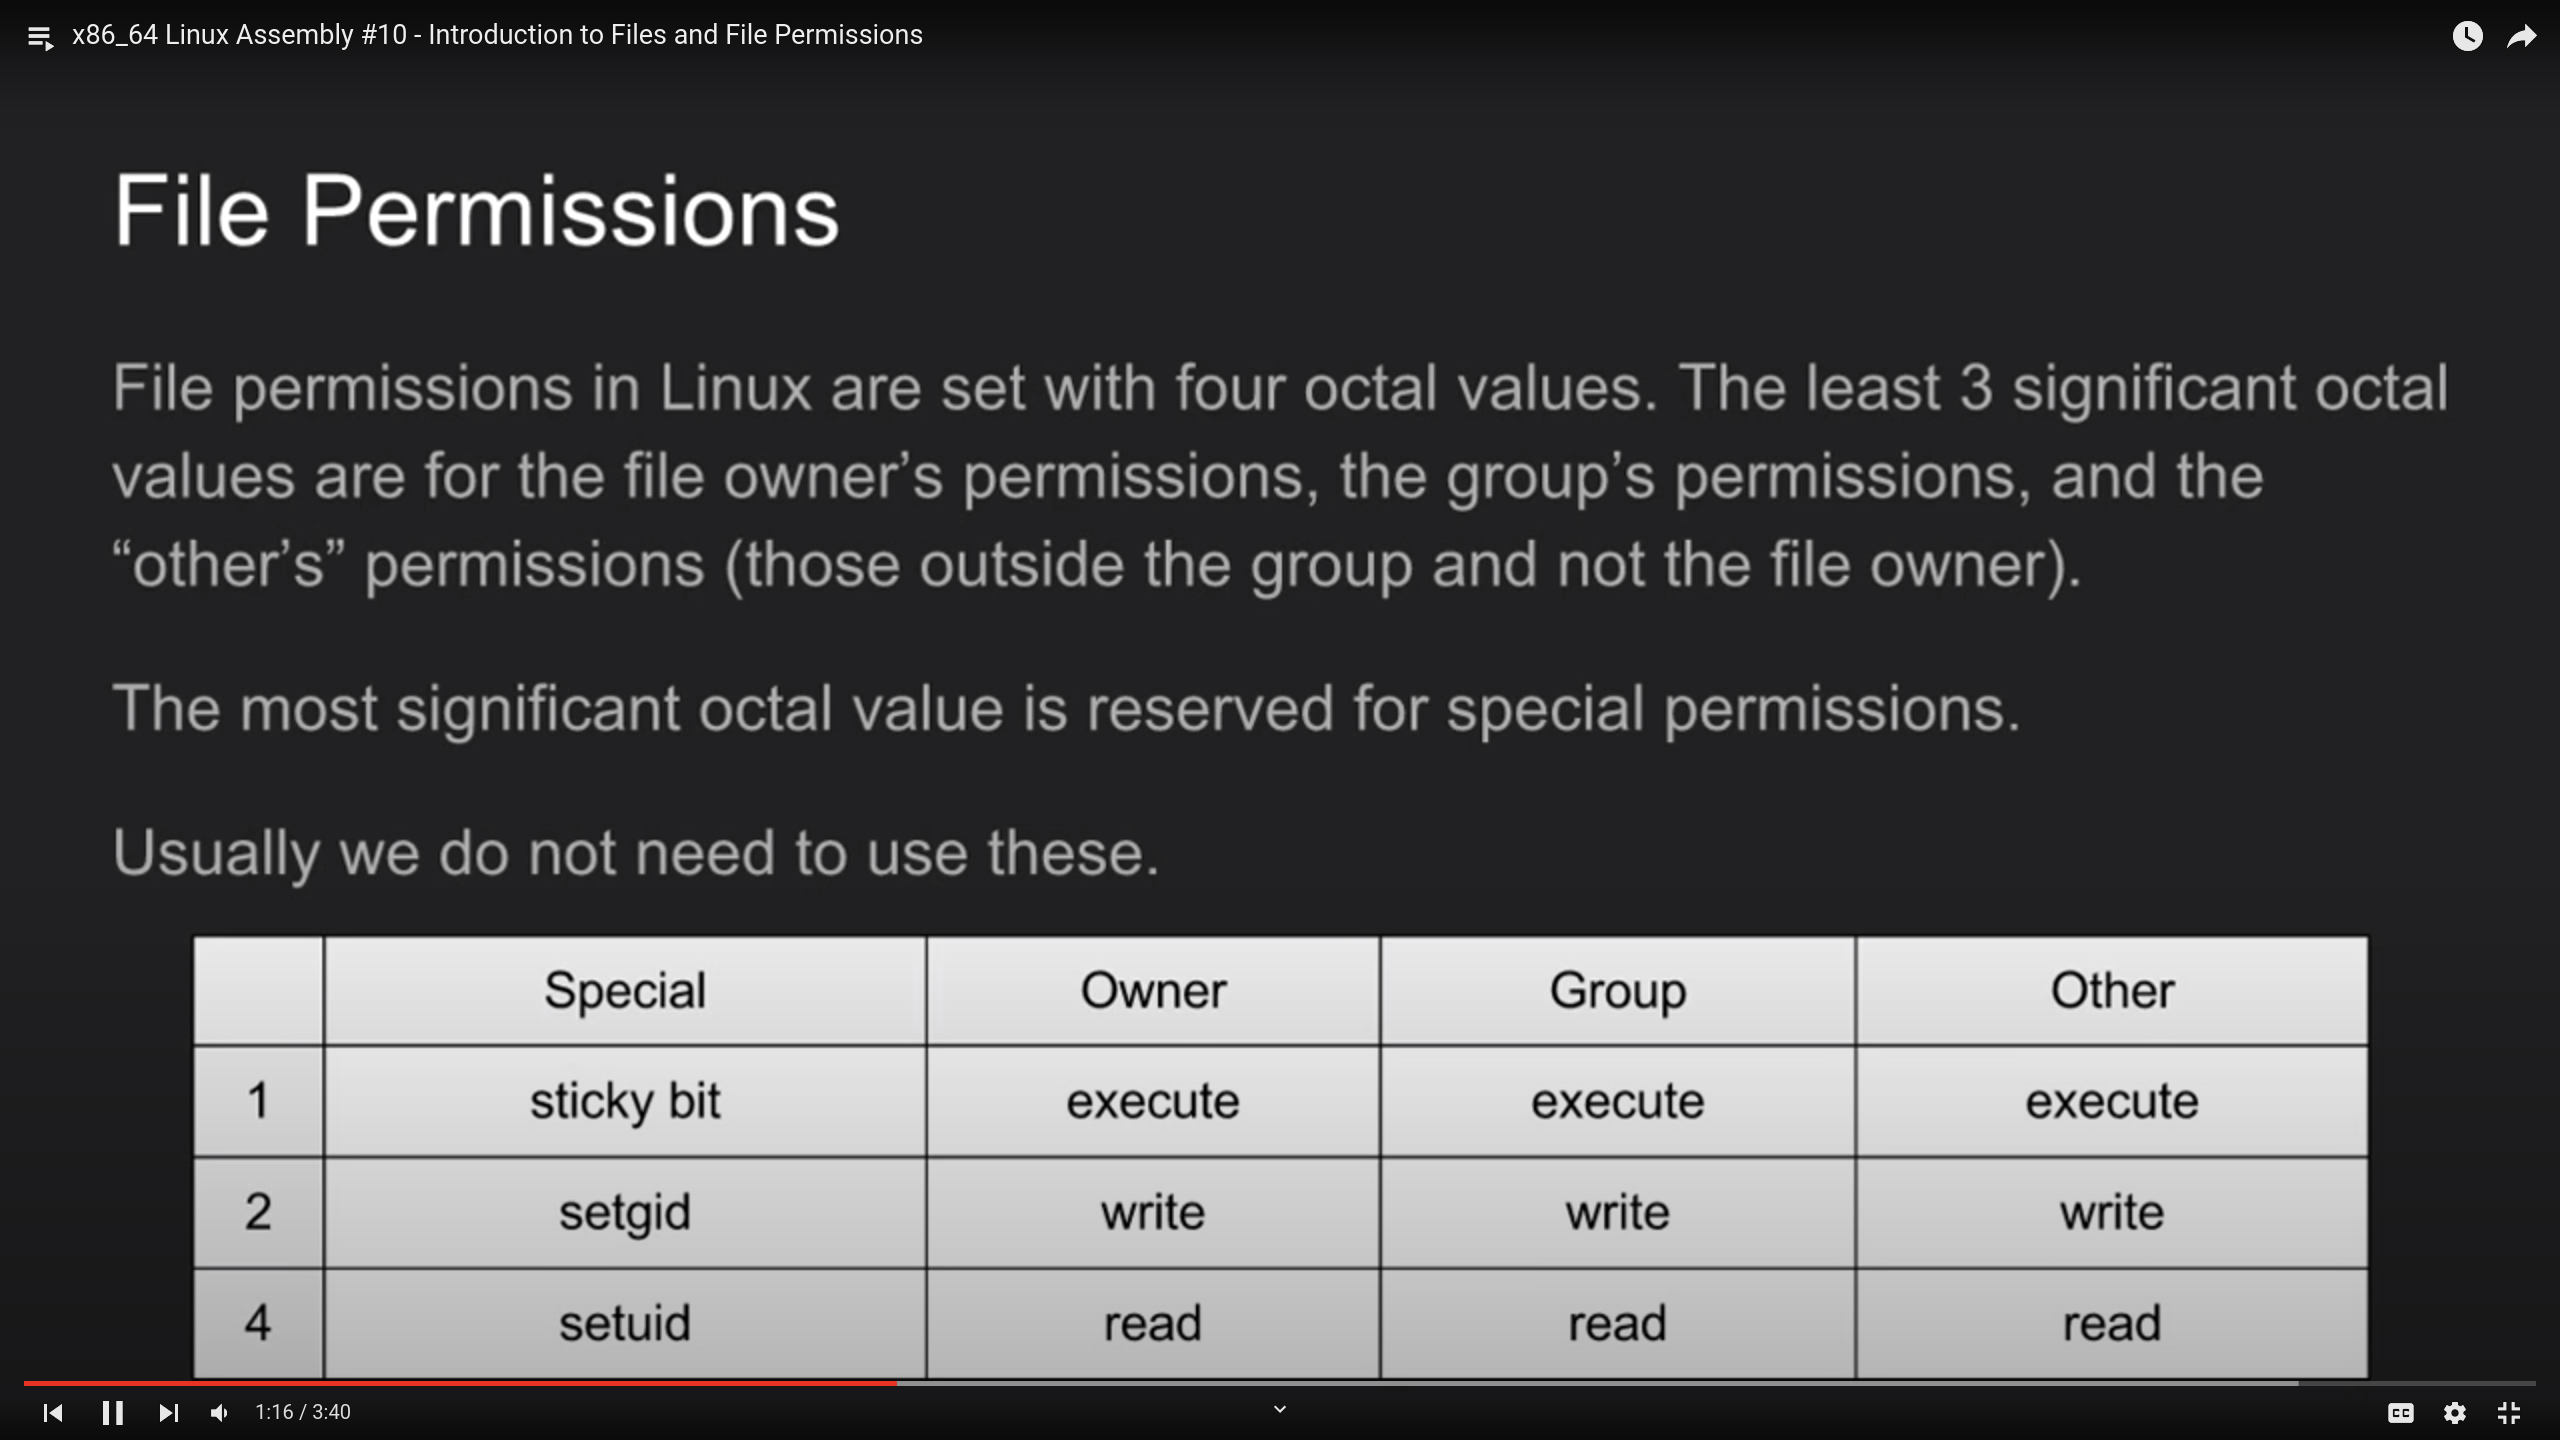 x86_64 Linux Assembly #10 - Introduction to Files and File Permissions
File Permissions
File permissions in Linux are set with four octal values. The least 3 significant octal
values are for the file owner’s permissions, the group’s permissions, and the
“other’s” permissions (those outside the group and not the file owner).
The most significant octal value is reserved for special permissions.
Usually we do not need to use these.
Special Owner Group Other
1 sticky bit execute execute execute
2 setgid write write write
4 setuid read read read
1:16 / 3:40
CC